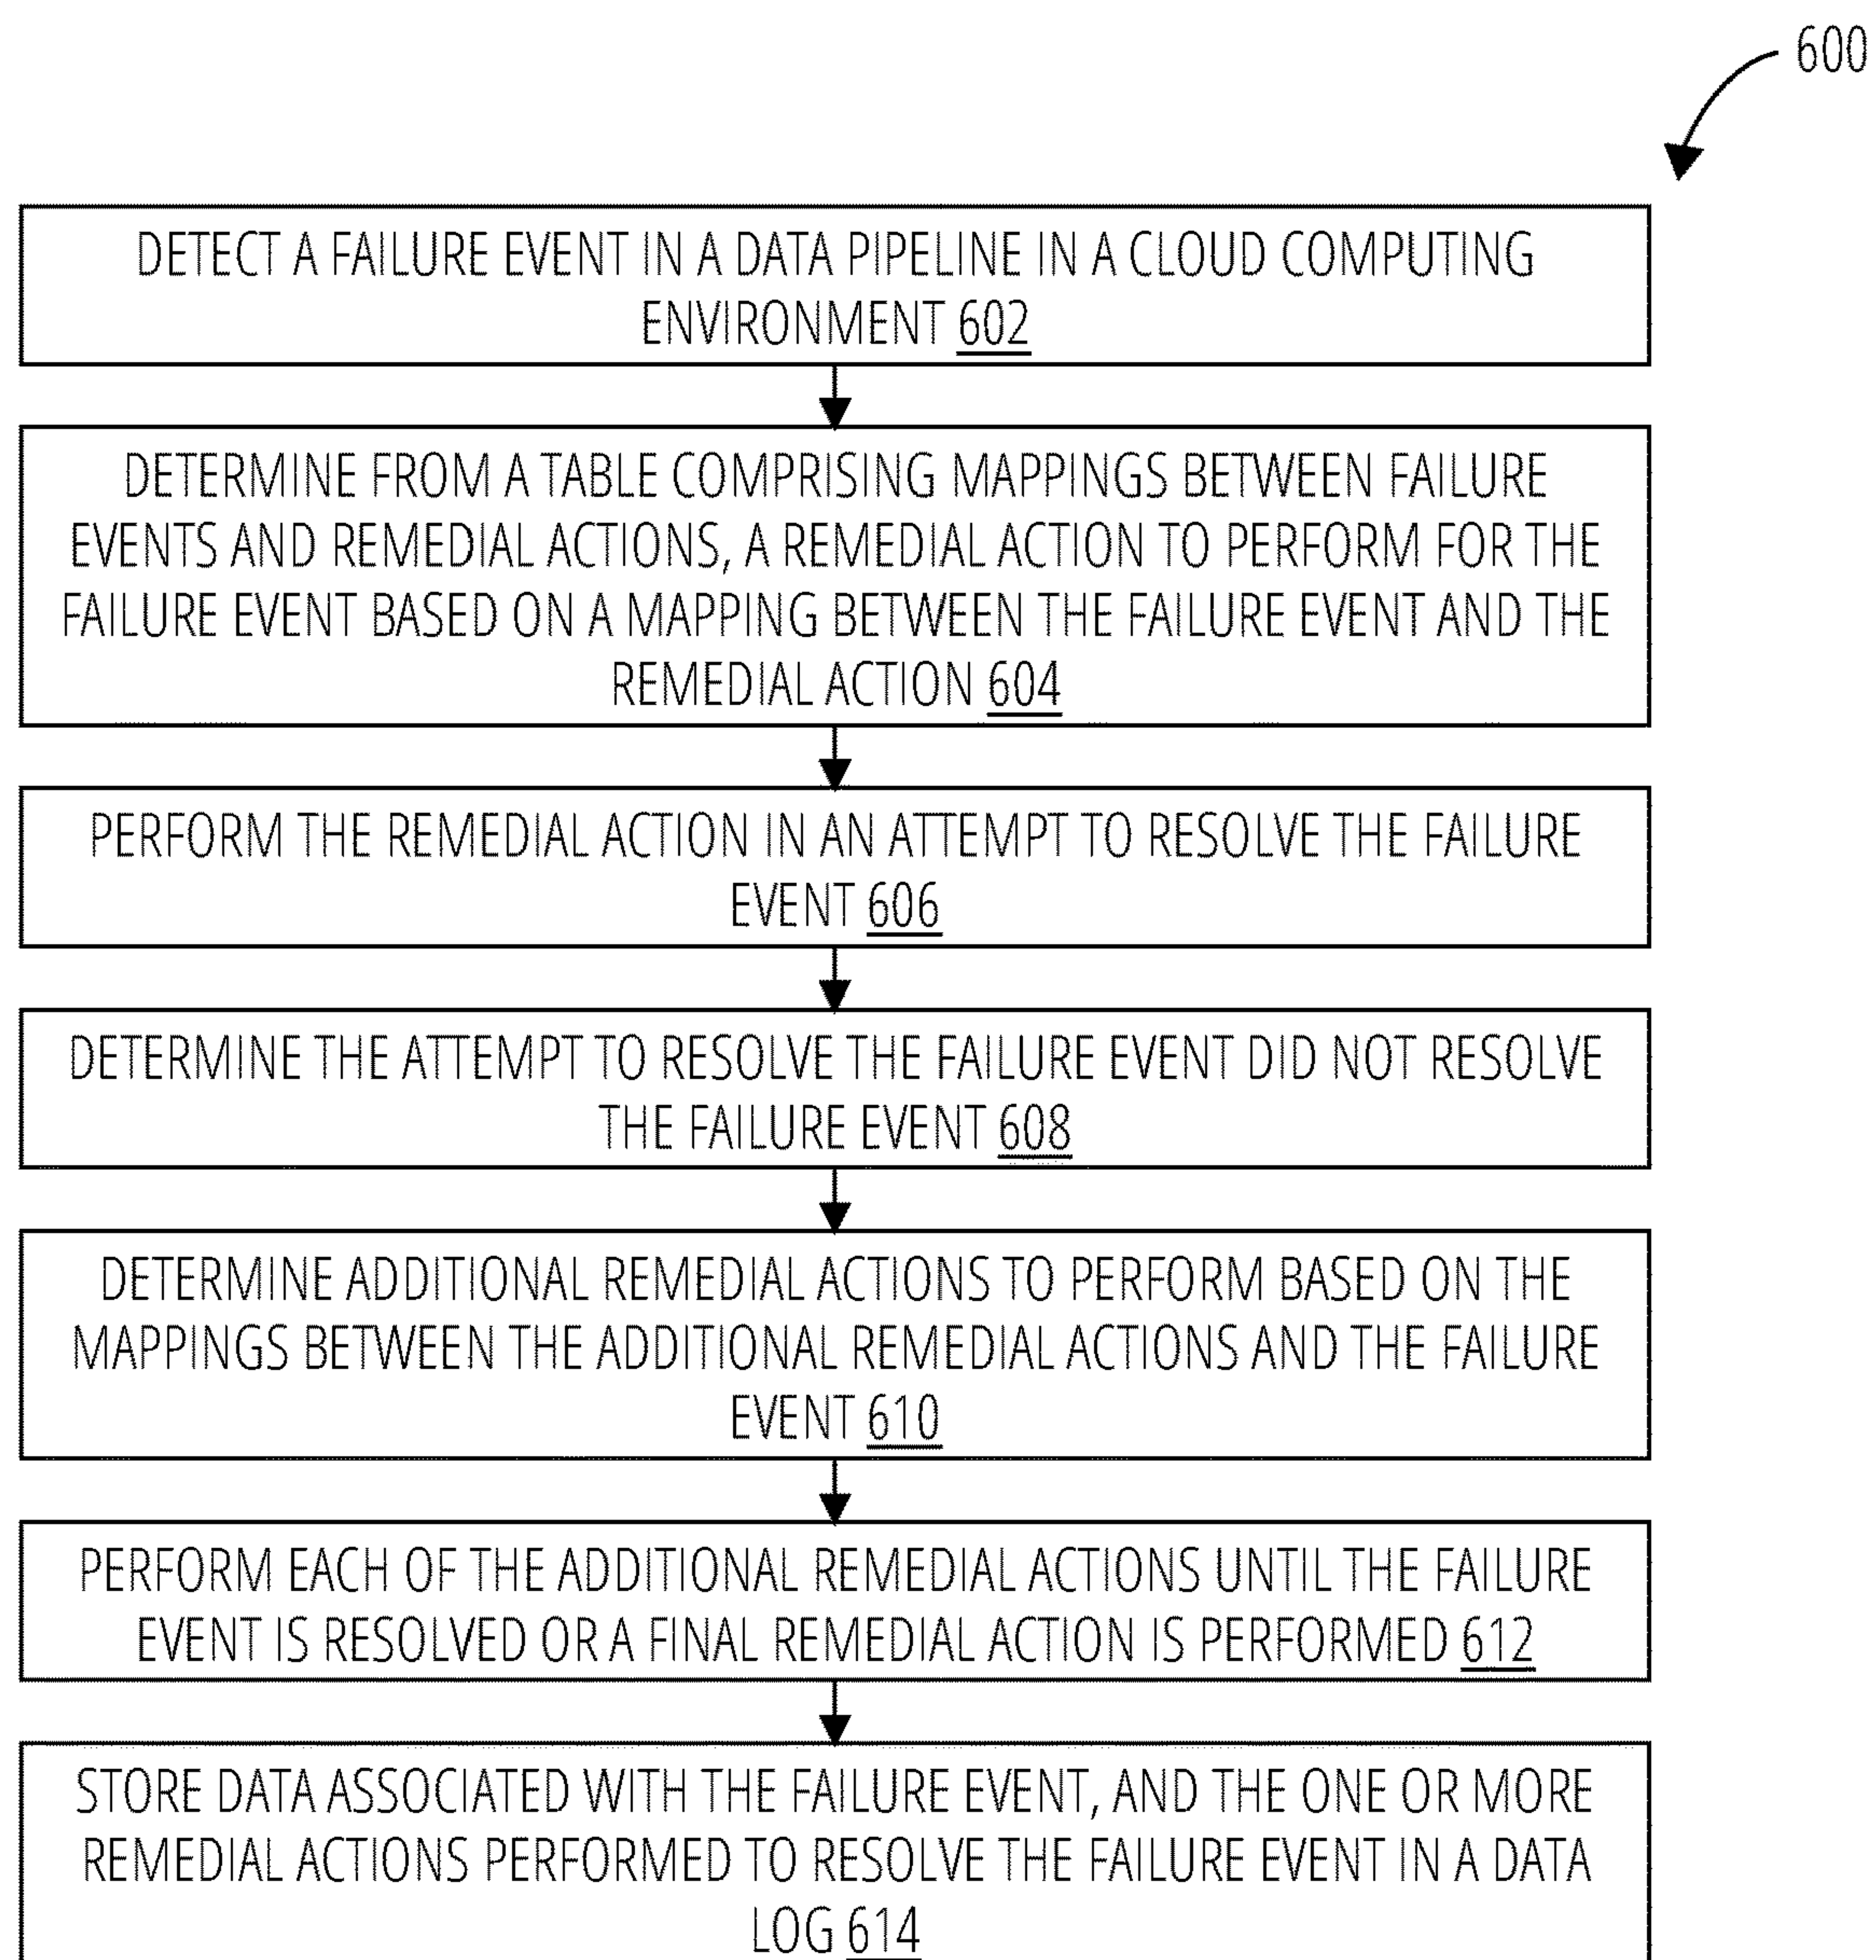 600
DETECT A FAILURE EVENT IN A DATA PIPELINE IN A CLOUD COMPUTING
ENVIRONMENT 602
DETERMINE FROM A TABLE COMPRISING MAPPINGS BETWEEN FAILURE
EVENTS AND REMEDIAL ACTIONS, A REMEDIAL ACTION TO PERFORM FOR THE
FAILURE EVENT BASED ON A MAPPING BETWEEN THE FAILURE EVENT AND THE
REMEDIAL ACTION 604
PERFORM THE REMEDIAL ACTION IN AN ATTEMPT TO RESOLVE THE FAILURE
EVENT 606
DETERMINE THE ATTEMPT TO RESOLVE THE FAILURE EVENT DID NOT RESOLVE
THE FAILURE EVENT 608
DETERMINE ADDITIONAL REMEDIAL ACTIONS TO PERFORM BASED ON THE
MAPPINGS BETWEEN THE ADDITIONAL REMEDIAL ACTIONS AND THE FAILURE
EVENT 610
PERFORM EACH OF THE ADDITIONAL REMEDIAL ACTIONS UNTIL THE FAILURE
EVENT IS RESOLVED OR A FINAL REMEDIAL ACTION IS PERFORMED 612
STORE DATA ASSOCIATED WITH THE FAILURE EVENT, AND THE ONE OR MORE
REMEDIAL ACTIONS PERFORMED TO RESOLVE THE FAILURE EVENT IN A DATA
LOG 614